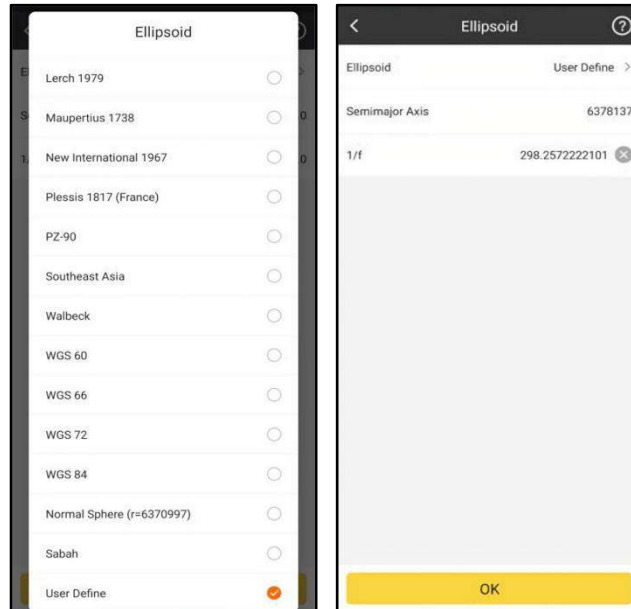 Ellipsoid
Lerch 1979
Maupertius 1738
New International 1967
Plessis 1817 (France)
PZ-90
Southeast Asia
Walbeck
WGS 60
WGS 66
WGS 72
WGS 84
Normal Sphere (r=6370997)
Sabah
User Define
Ellipsoid
Ellipsoid User Define
Semimajor Axis 6378137
1/f 298.2572222101
OK